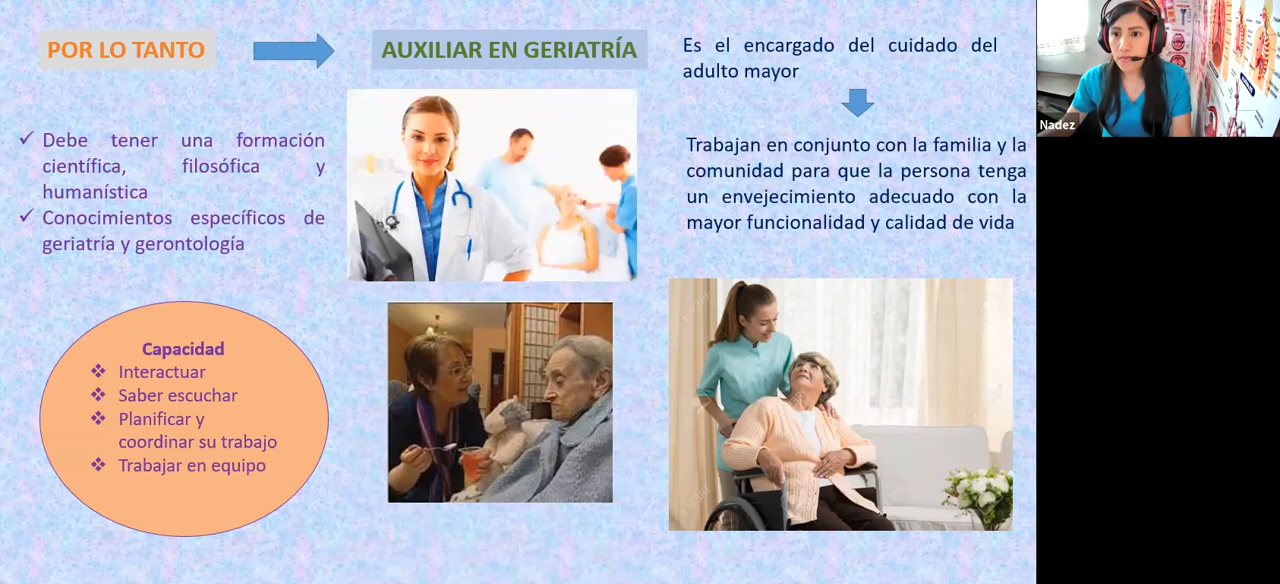 POR LO TANTO
AUXILIAR EN GERIATRÍA
Es el encargado del cuidado del
adulto mayor
Trabajan en conjunto con la familia y la
comunidad para que la persona tenga
un envejecimiento adecuado con la
mayor funcionalidad y calidad de vida
Debe tener una formación
científica, filosófica y
humanística
Conocimientos específicos de
geriatría y gerontología
Capacidad
Interactuar
Saber escuchar
Planificar y
coordinar su trabajo
Trabajar en equipo
Nadez